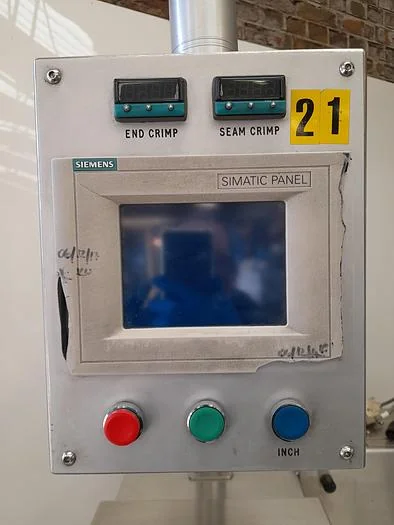 END CRIMP
SEAM CRIMP
21
SIEMENS
SIMATIC PANEL
INCH